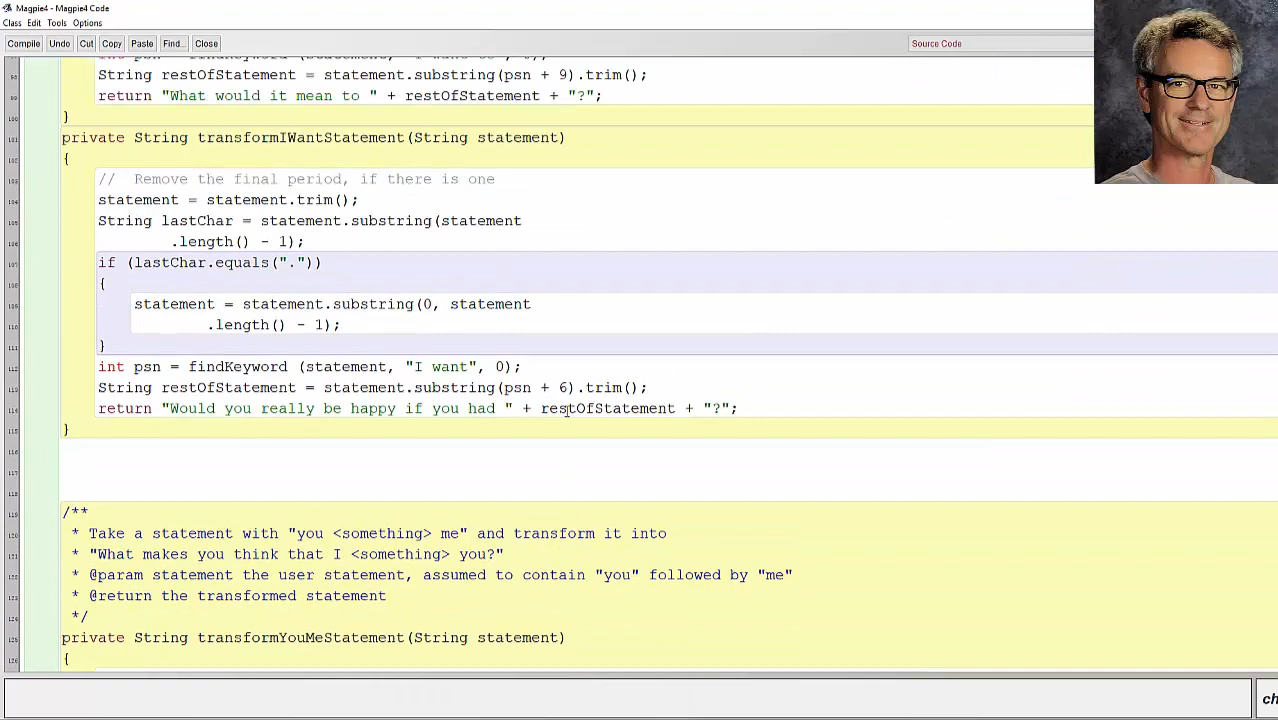 Magpie4 - Magpie4 Code
Class Edit Tools Options
Compile Undo Cut Copy Paste Find... Close Source Code
String restOfStatement = statement.substring(psn + 9).trim();
return "What would it mean to " + restOfStatement + "?";
}
private String transformIWantStatement(String statement)
{
//  Remove the final period, if there is one
statement = statement.trim();
String lastChar = statement.substring(statement
.length() - 1);
if (lastChar.equals("."))
{
statement = statement.substring(0, statement
.length() - 1);
}
int psn = findKeyword (statement, "I want", 0);
String restOfStatement = statement.substring(psn + 6).trim();
return "Would you really be happy if you had " + restOfStatement + "?";
}
/**
* Take a statement with "you <something> me" and transform it into
* "What makes you think that I <something> you?"
* @param statement the user statement, assumed to contain "you" followed by "me"
* @return the transformed statement
*/
private String transformYouMeStatement(String statement)
{
ch